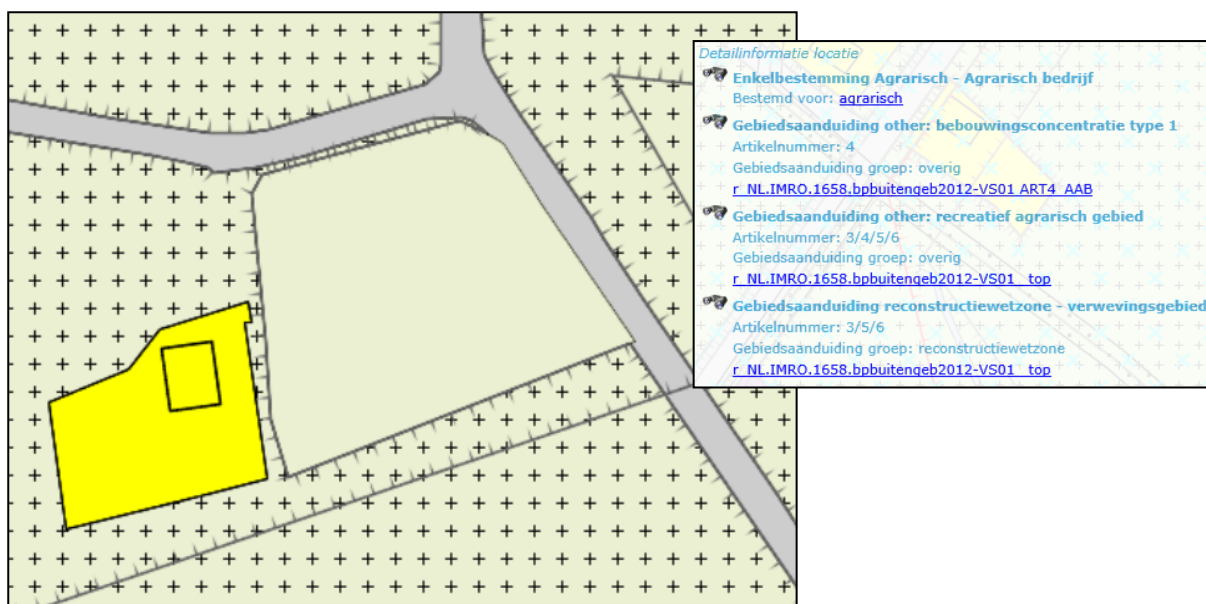 Detailinformatie locatie
Enkelbestemming Agrarisch - Agrarisch bedrijf
Bestemd voor: agrarisch
Gebiedsaanduiding other: bebouwingsconcentratie type 1
Artikelnummer: 4
Gebiedsaanduiding groep: overig
r_NL.IMRO.1658.bpbuitengeb2012-VS01_ART4_AAB
Gebiedsaanduiding other: recreatief agrarisch gebied
Artikelnummer: 3/4/5/6
Gebiedsaanduiding groep: overig
r_NL.IMRO.1658.bpbuitengeb2012-VS01__top
Gebiedsaanduiding reconstructiewetzone - verwevingsgebied
Artikelnummer: 3/5/6
Gebiedsaanduiding groep: reconstructiewetzone
r_NL.IMRO.1658.bpbuitengeb2012-VS01__top